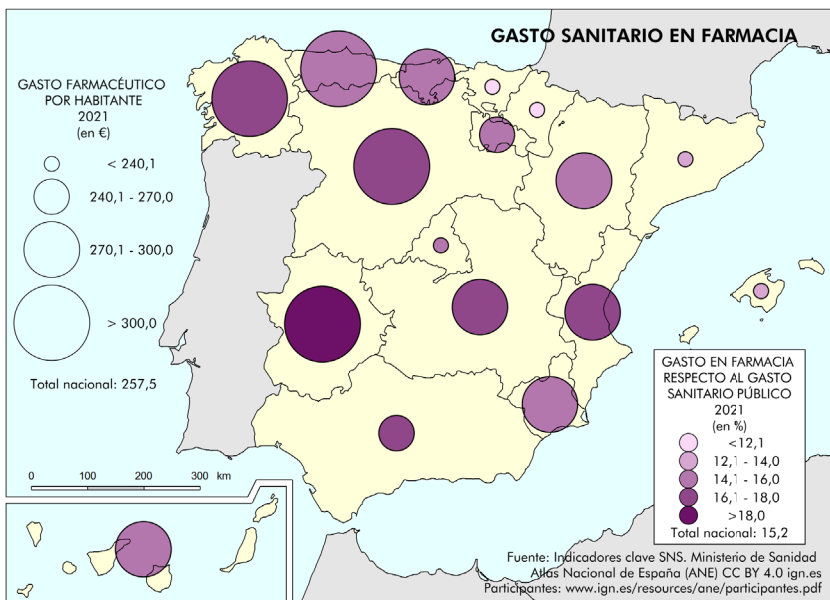 GASTO SANITARIO EN FARMACIA
GASTO FARMACÉUTICO
POR HABITANTE
2021
(en €)
< 240,1
240,1 - 270,0
270,1 - 300,0
> 300,0
Total nacional: 257,5
0 100 200 300 km
GASTO EN FARMACIA
RESPECTO AL GASTO
SANITARIO PÚBLICO
2021
(en %)
<12,1
12,1 - 14,0
14,1 - 16,0
16,1 - 18,0
>18,0
Total nacional: 15,2
Fuente: Indicadores clave SNS. Ministerio de Sanidad
Atlas Nacional de España (ANE) CC BY 4.0 ign.es
Participantes: www.ign.es/resources/ane/participantes.pdf